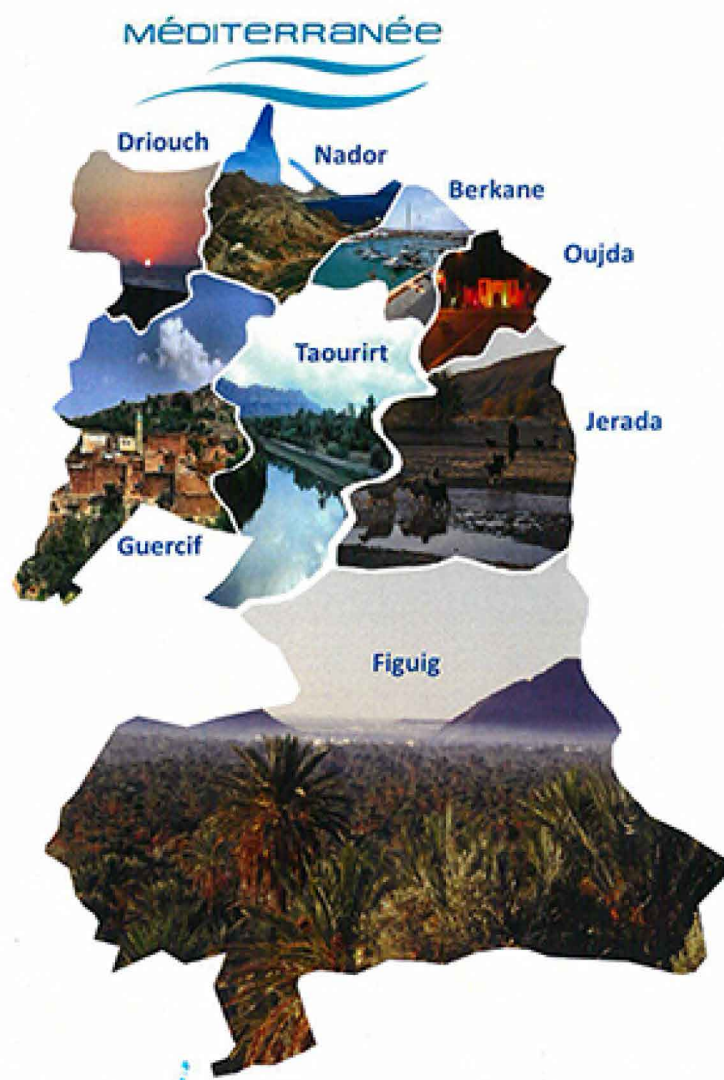 MÉDITERRANÉE
Driouch
Nador
Berkane
Oujda
Taourirt
Jerada
Guercif
Figuig